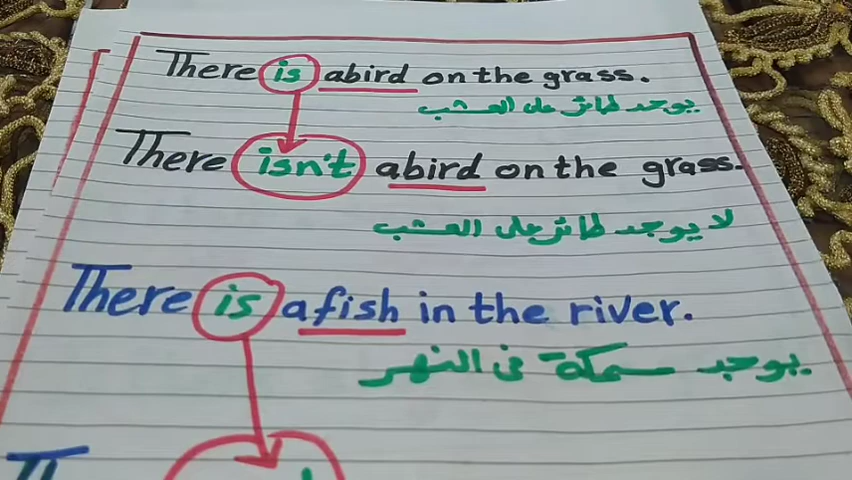 There is abird on the grass.
يوجد طائر على العشب
There isn't abird on the grass.
لا يوجد طائر على العشب
There is a fish in the river.
يوجد سمكة فى النهر